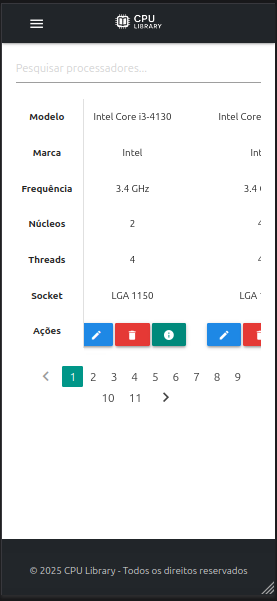 CPU
LIBRARY
Pesquisar processadores...
Modelo Intel Core i3-4130 Intel Core
Marca Intel Int
Frequência 3.4 GHz 3.4
Núcleos 2
Threads 4
Socket LGA 1150 LGA
Ações
1 2 3 4 5 6 7 8 9
10 11
© 2025 CPU Library - Todos os direitos reservados